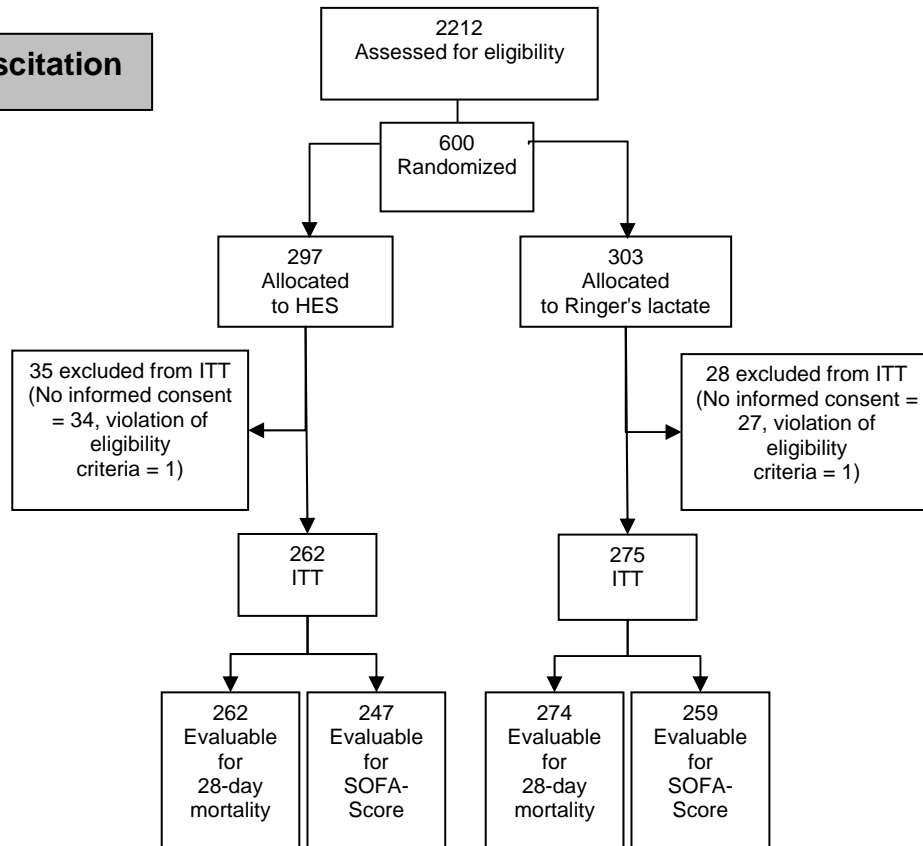 scitation
2212
Assessed for eligibility
600
Randomized
297
Allocated
to HES
303
Allocated
to Ringer's lactate
35 excluded from ITT
(No informed consent
= 34, violation of
eligibility
criteria = 1)
28 excluded from ITT
(No informed consent =
27, violation of
eligibility
criteria = 1)
262
ITT
275
ITT
262
Evaluable
for
28-day
mortality
247
Evaluable
for
SOFA-
Score
274
Evaluable
for
28-day
mortality
259
Evaluable
for
SOFA-
Score